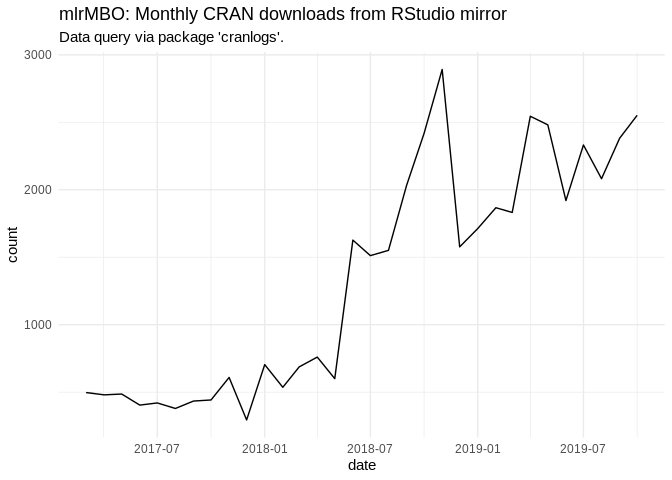 mlrMBO: Monthly CRAN downloads from RStudio mirror
Data query via package 'cranlogs'.
3000
2000
1000
count
2017-07
2018-01
2018-07
2019-01
2019-07
date